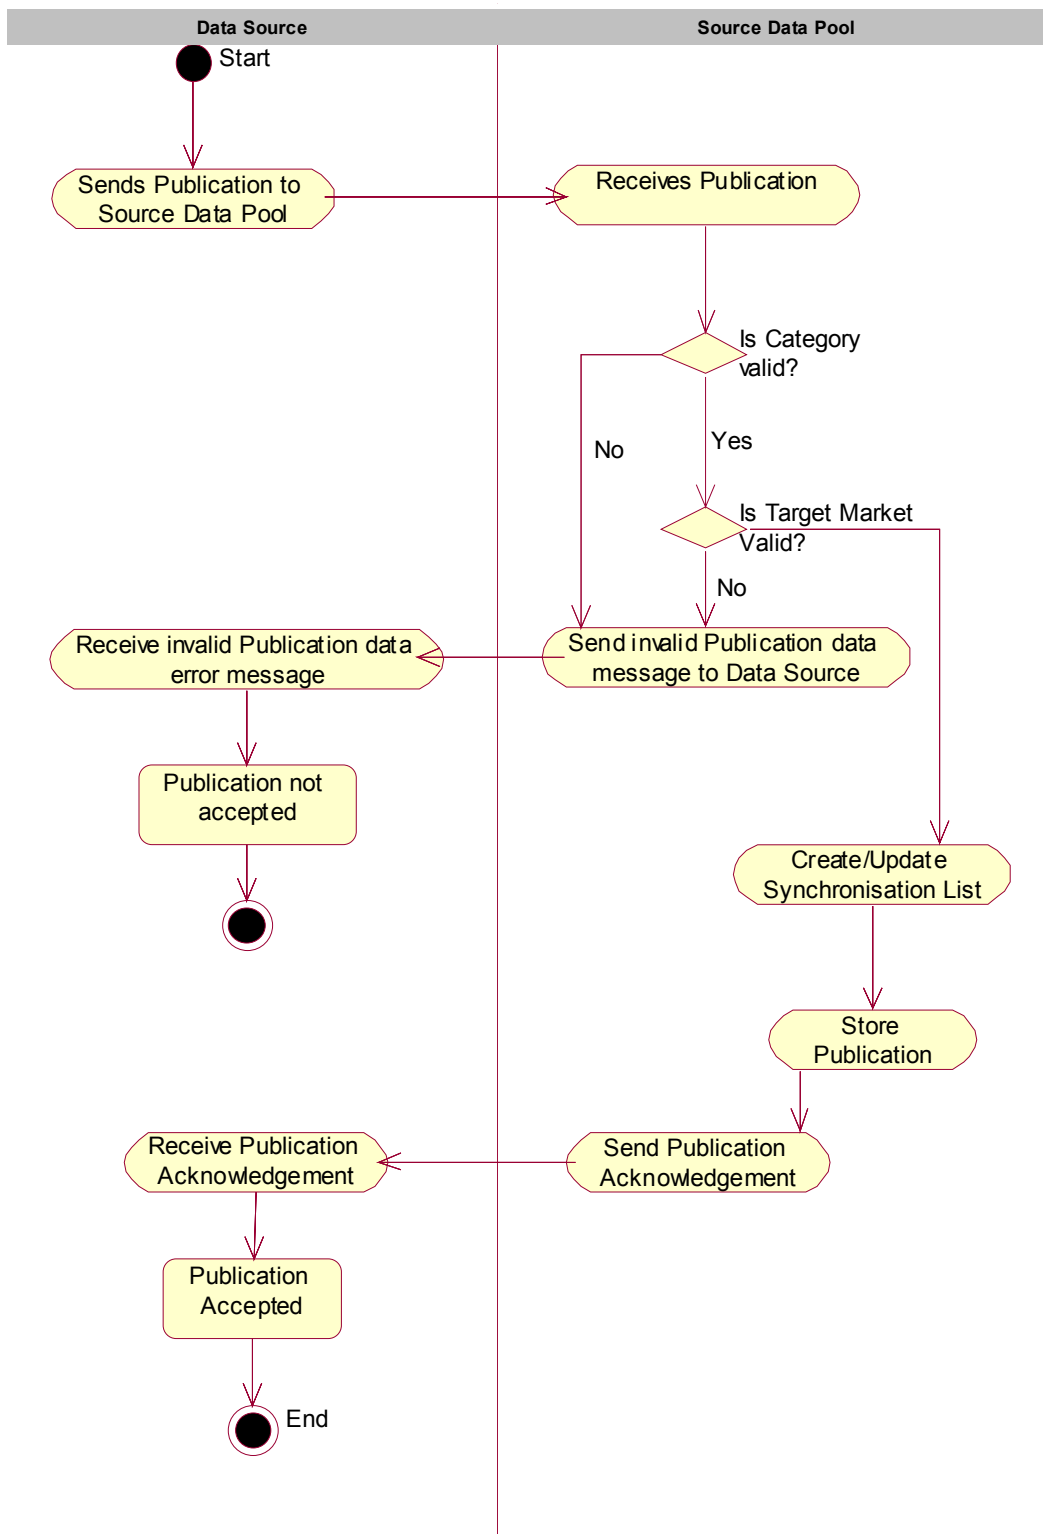 Data Source
Source Data Pool
Start
Sends Publication to
Source Data Pool
Receives Publication
Is Category
valid?
No
Yes
Is Target Market
Valid?
No
Receive invalid Publication data
error message
Send invalid Publication data
message to Data Source
Publication not
accepted
Create/Update
Synchronisation List
Store
Publication
Receive Publication
Acknowledgement
Send Publication
Acknowledgement
Publication
Accepted
End